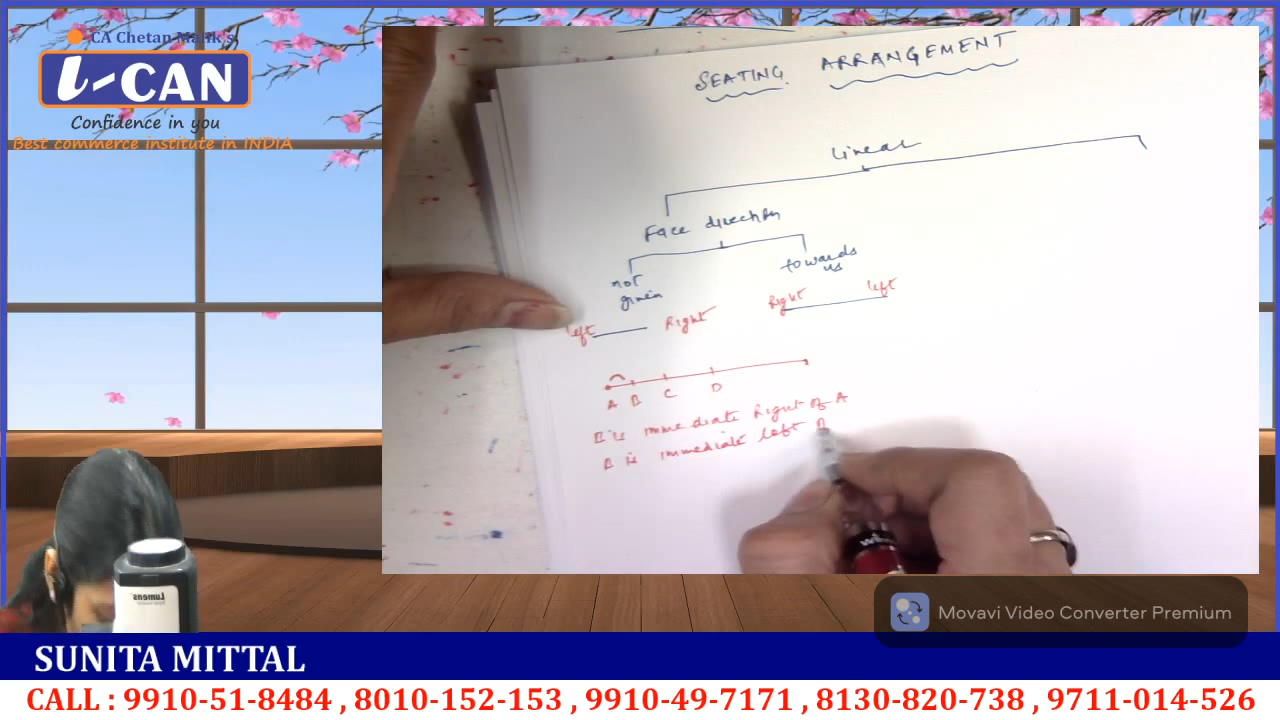 CA Chetan Malik's
i-CAN
Confidence in you
Best commerce institute in INDIA
SEATING ARRANGEMENT
Linear
Face direction
not given
towards us
left Right
Right left
A B C D
B is immediate Right of A
A is immediate left
Lumens
Movavi Video Converter Premium
SUNITA MITTAL
CALL : 9910-51-8484 , 8010-152-153 , 9910-49-7171 , 8130-820-738 , 9711-014-526